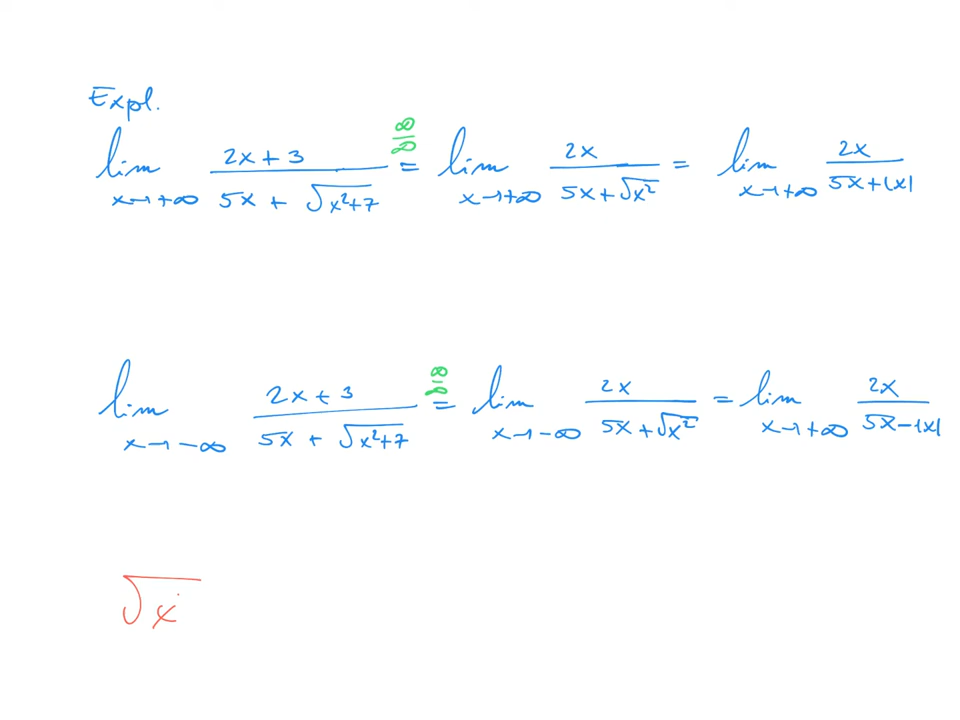 Expl.
lim x→+∞ (2x + 3)/(5x + √(x²+7)) =^(∞/∞) lim x→+∞ 2x/(5x + √x²) = lim x→+∞ 2x/(5x+|x|)
lim x→-∞ (2x + 3)/(5x + √(x²+7)) =^(∞/∞) lim x→-∞ 2x/(5x + √x²) = lim x→+∞ 2x/(5x-|x|)
√x